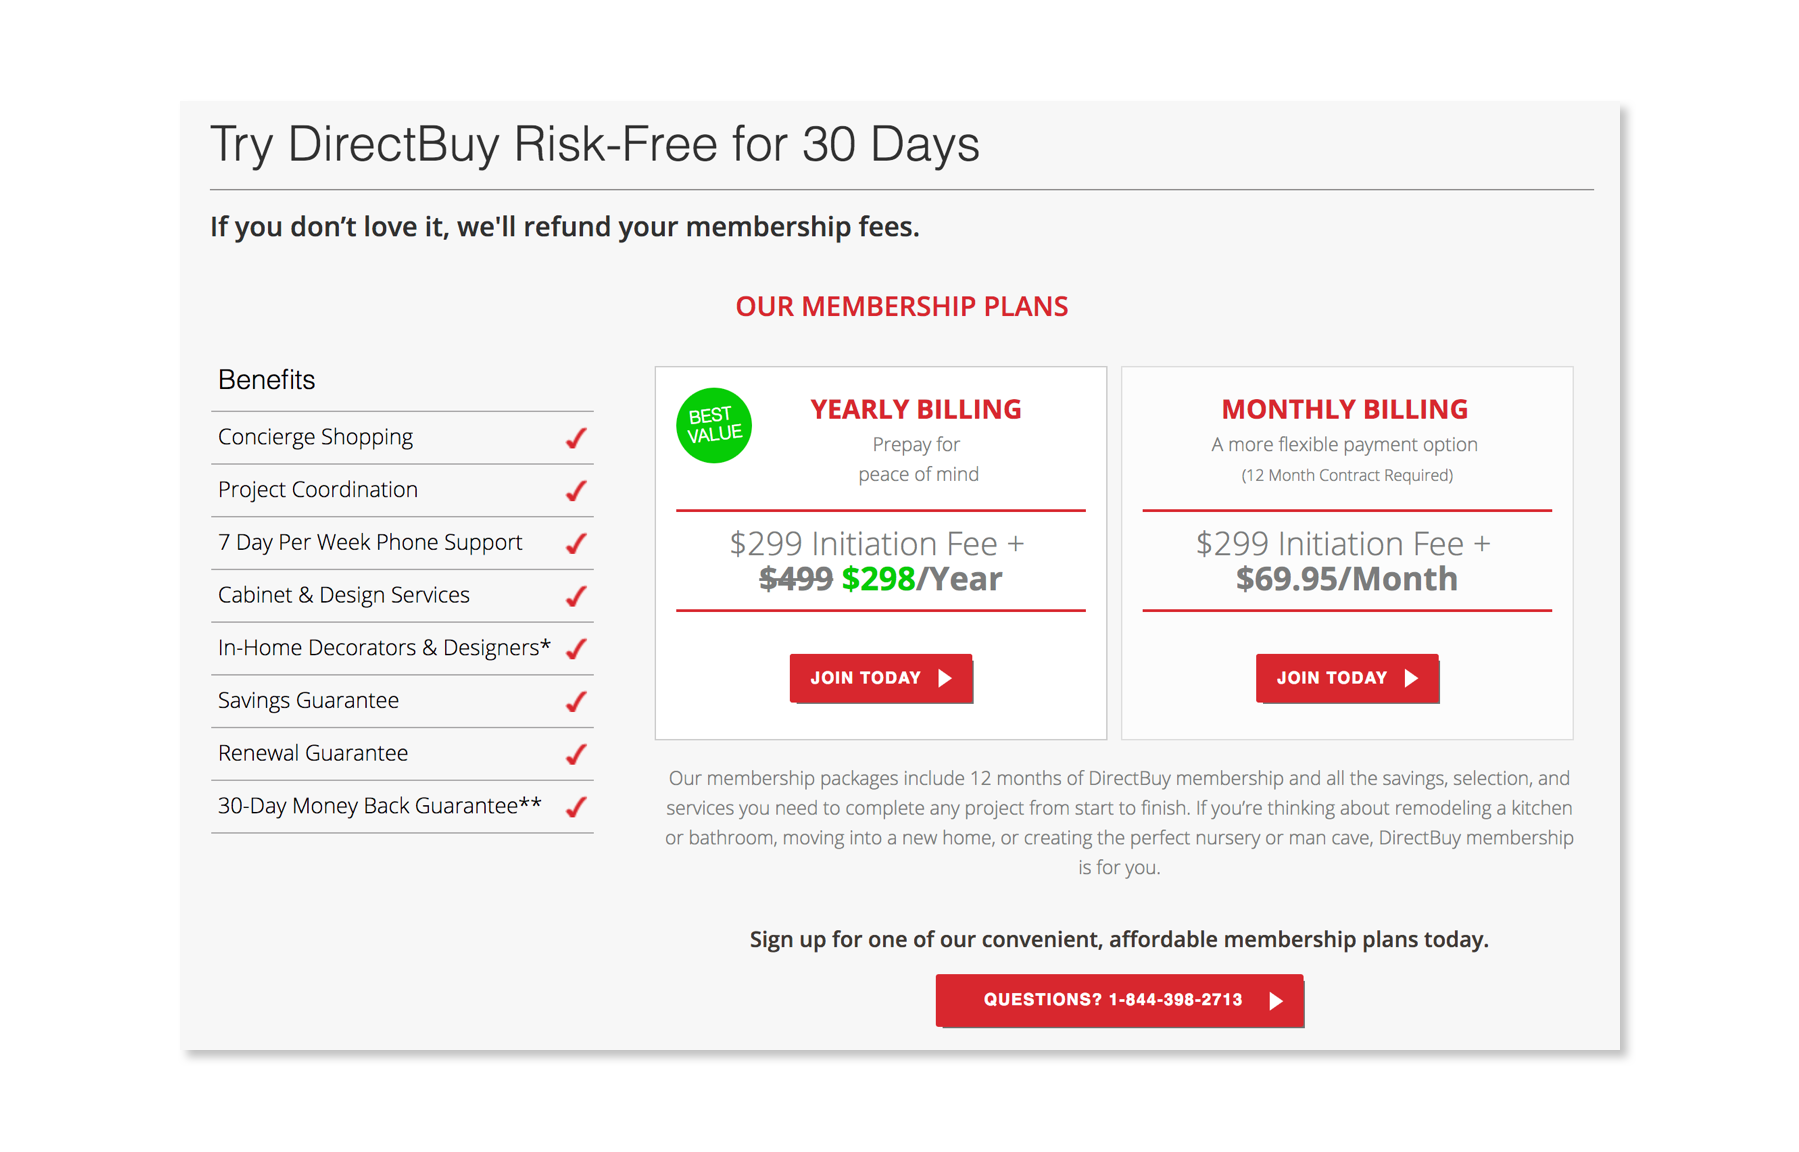 Try DirectBuy Risk-Free for 30 Days
If you don’t love it, we'll refund your membership fees.
OUR MEMBERSHIP PLANS
Benefits
Concierge Shopping
Project Coordination
7 Day Per Week Phone Support
Cabinet & Design Services
In-Home Decorators & Designers*
Savings Guarantee
Renewal Guarantee
30-Day Money Back Guarantee**
BEST
VALUE
YEARLY BILLING
Prepay for
peace of mind
$299 Initiation Fee +
$499 $298/Year
JOIN TODAY
MONTHLY BILLING
A more flexible payment option
(12 Month Contract Required)
$299 Initiation Fee +
$69.95/Month
JOIN TODAY
Our membership packages include 12 months of DirectBuy membership and all the savings, selection, and
services you need to complete any project from start to finish. If you’re thinking about remodeling a kitchen
or bathroom, moving into a new home, or creating the perfect nursery or man cave, DirectBuy membership
is for you.
Sign up for one of our convenient, affordable membership plans today.
QUESTIONS? 1-844-398-2713